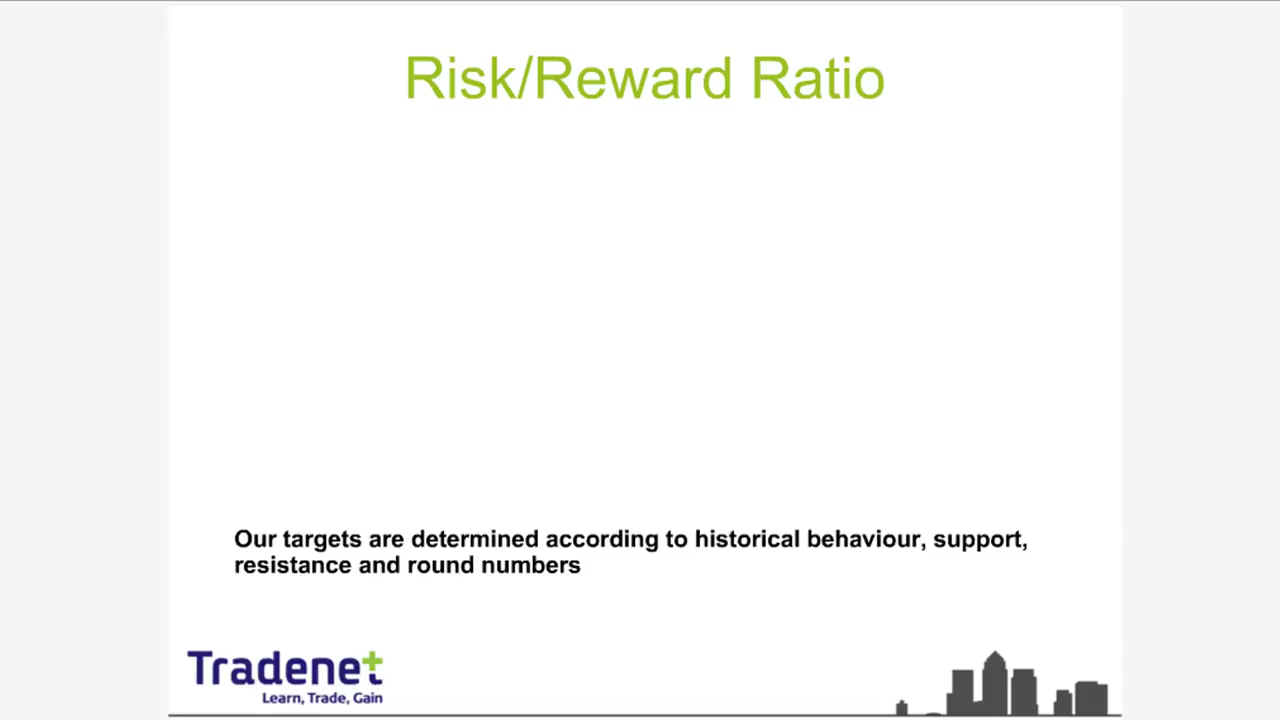 Risk/Reward Ratio
Our targets are determined according to historical behaviour, support,
resistance and round numbers
Tradenet
Learn, Trade, Gain